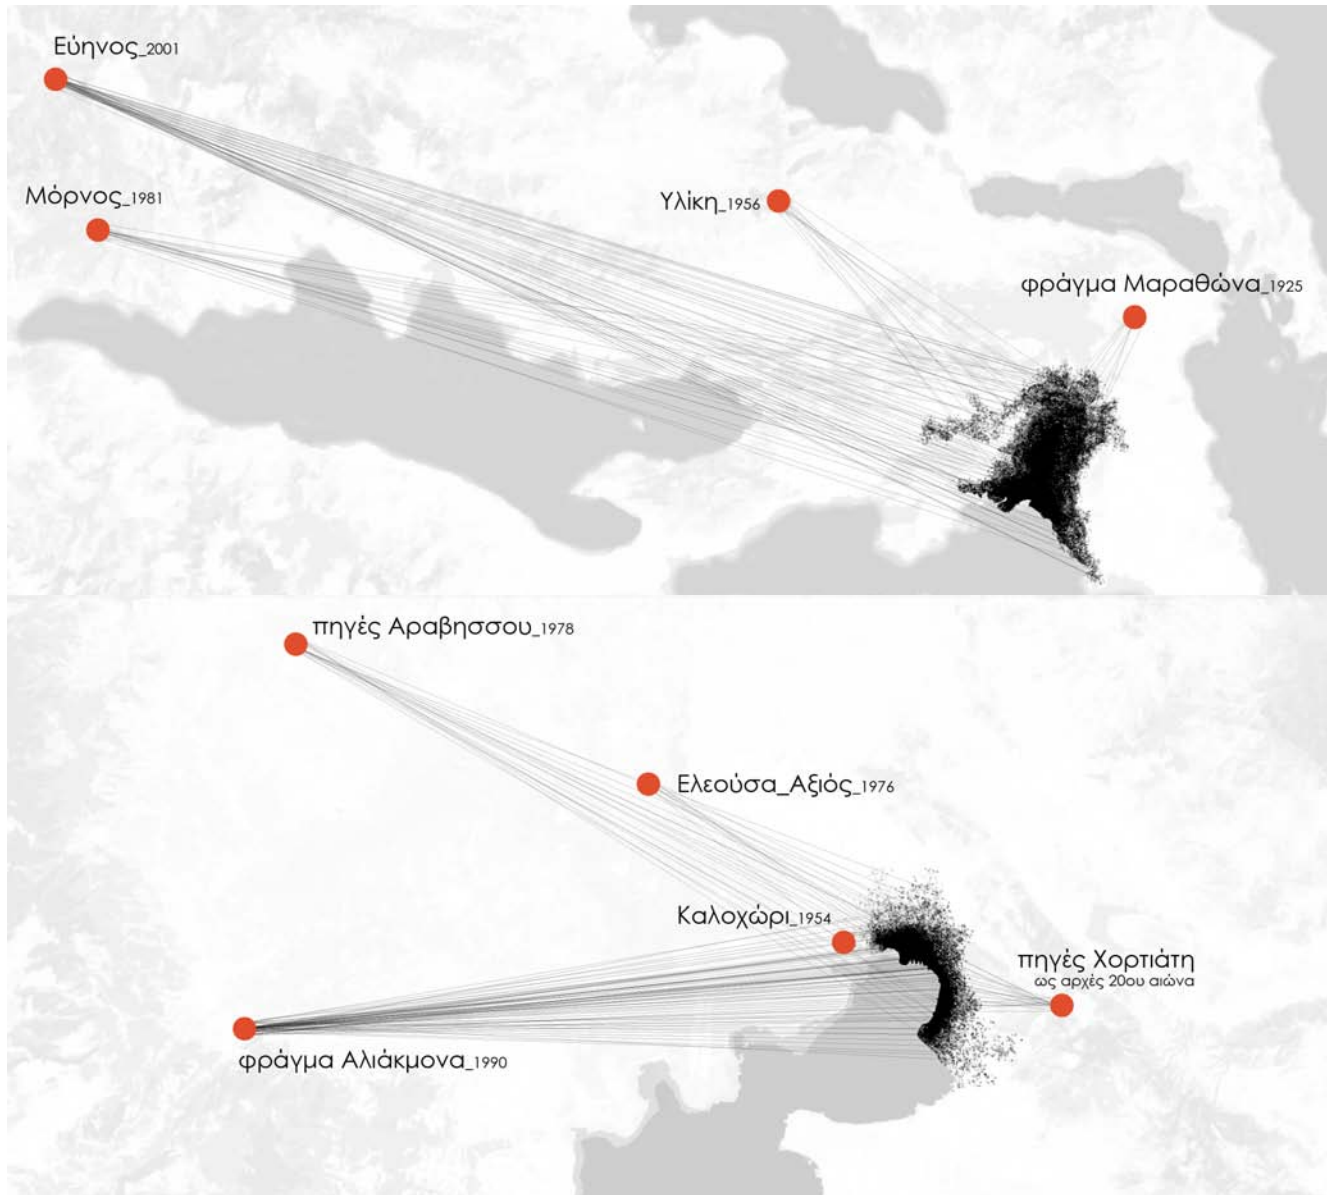 Εύηνος_2001
Μόρνος_1981
Υλίκη_1956
φράγμα Μαραθώνα_1925
πηγές Αραβησσου_1978
Ελεούσα_Αξιός_1976
Καλοχώρι_1954
πηγές Χορτιάτη
ως αρχές 20ου αιώνα
φράγμα Αλιάκμονα_1990